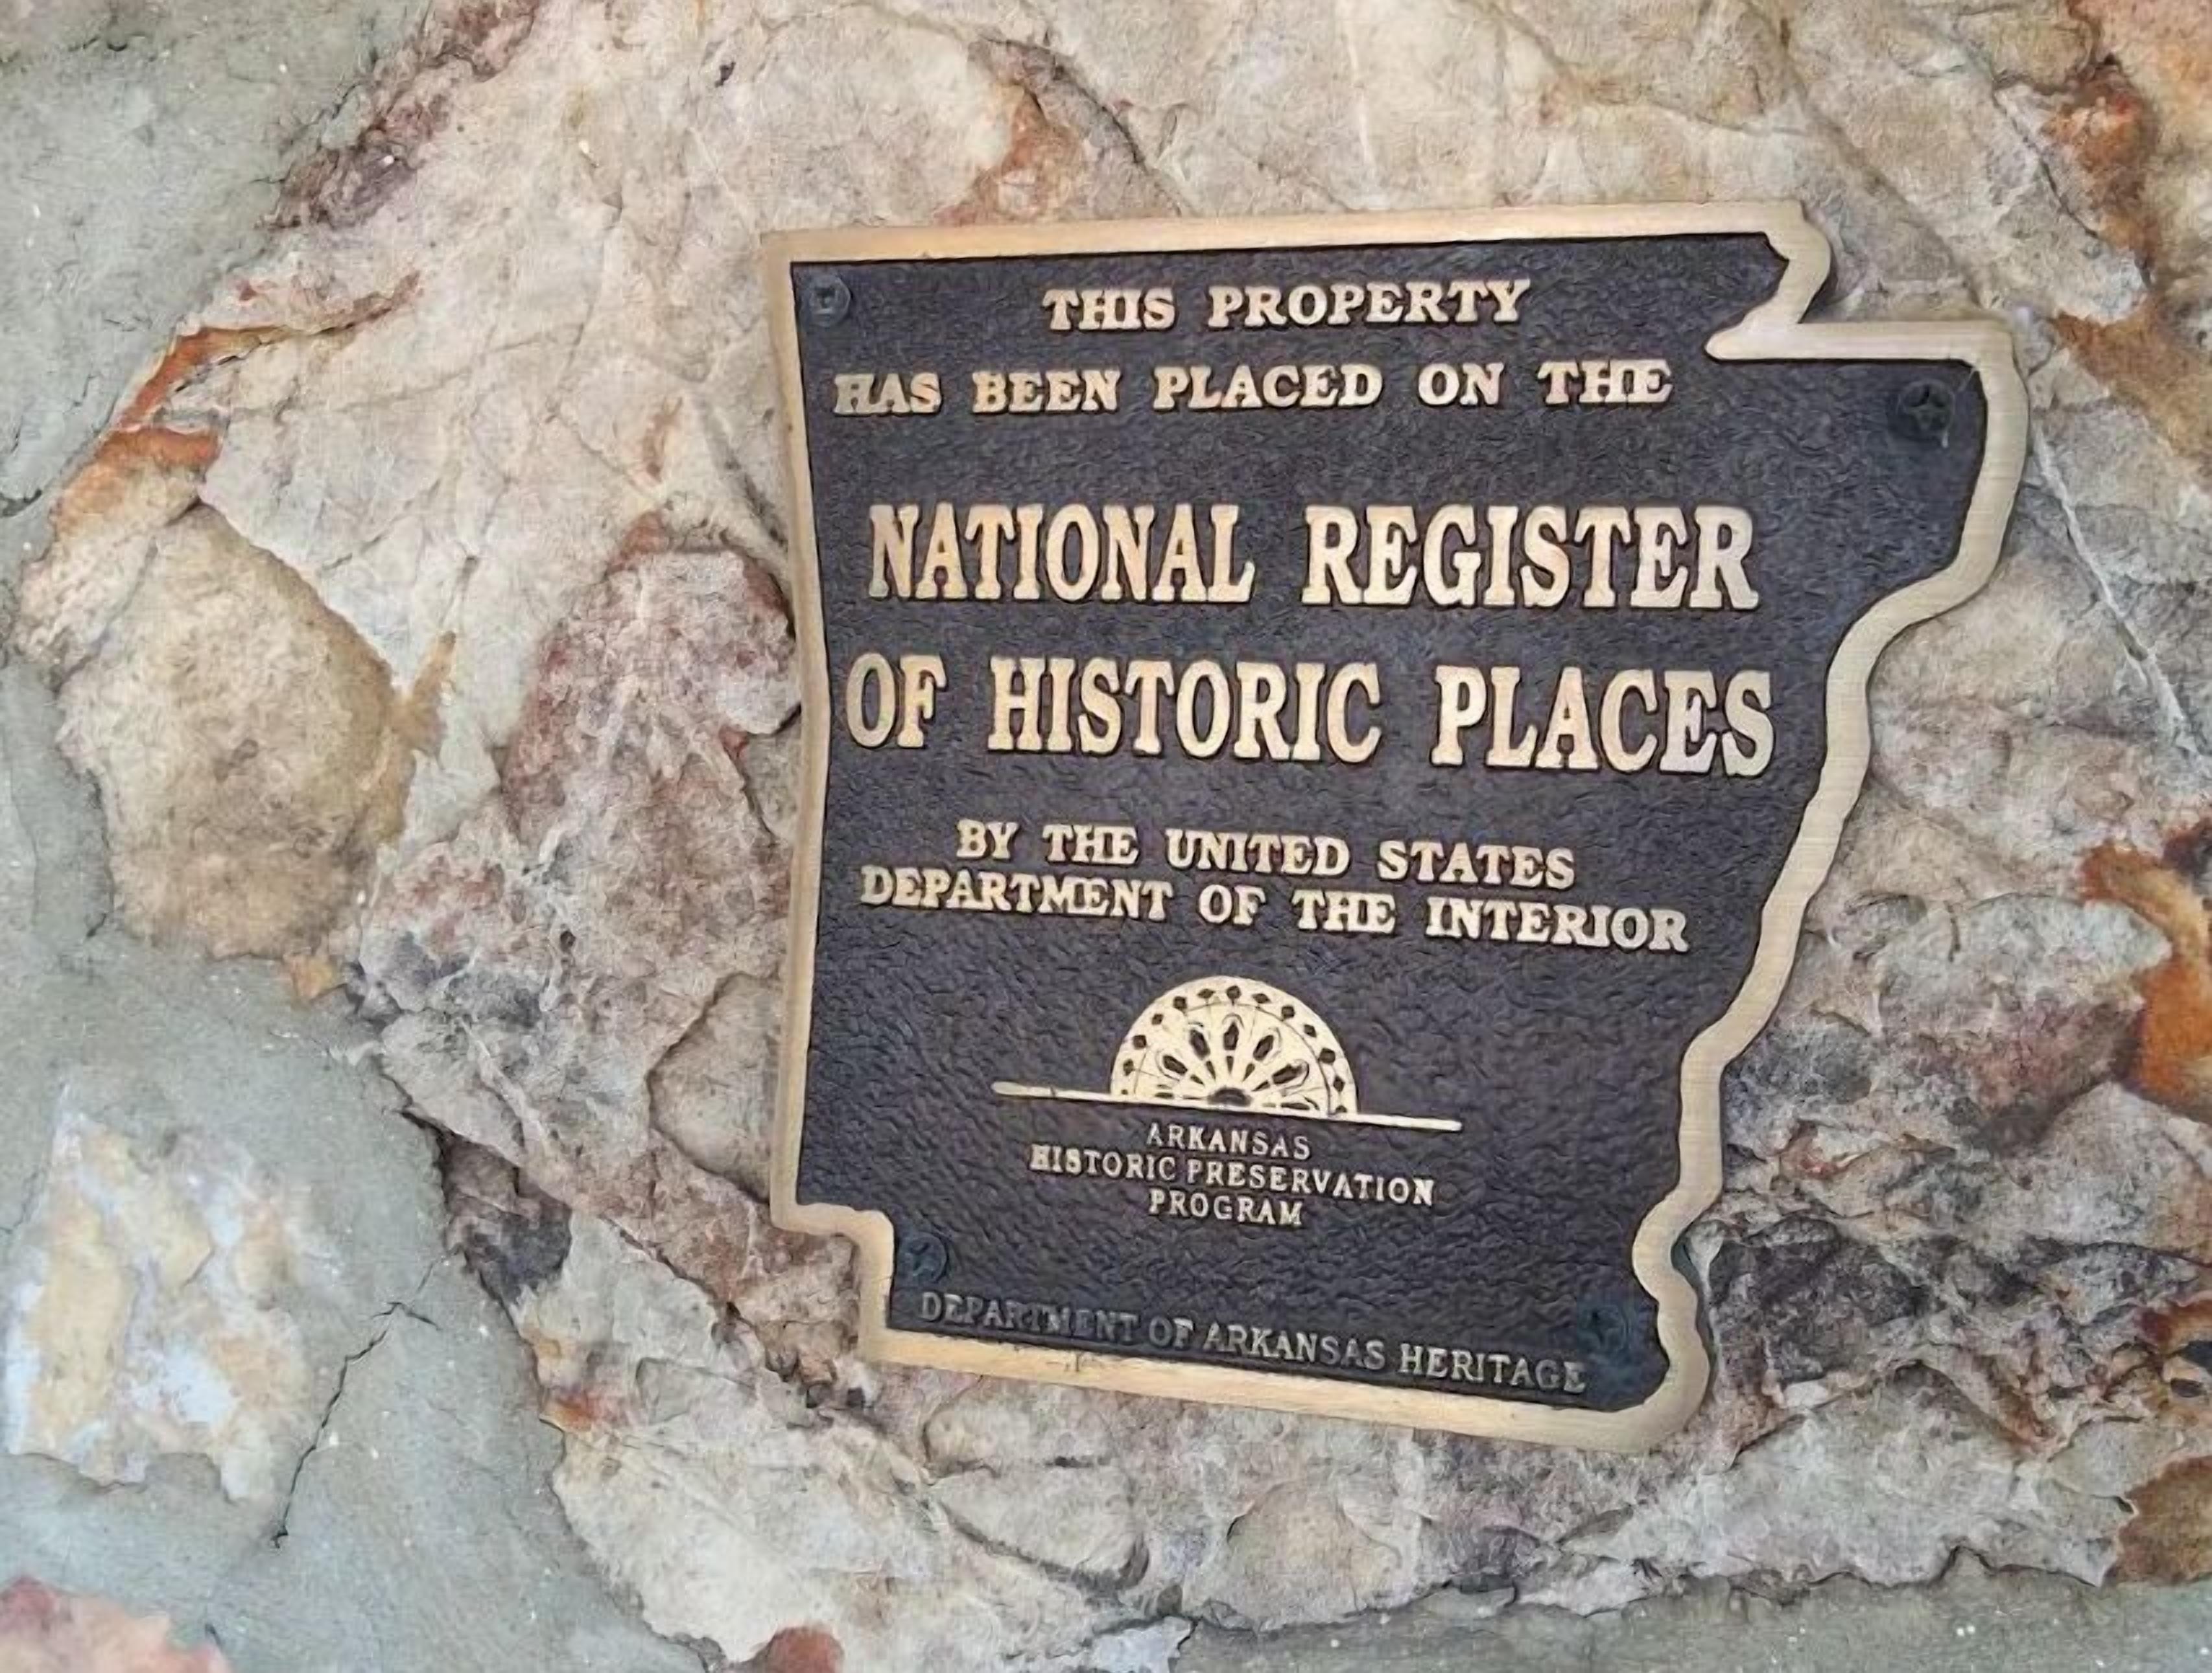 THIS PROPERTY
HAS BEEN PLACED ON THE
NATIONAL REGISTER
OF HISTORIC PLACES
BY THE UNITED STATES
DEPARTMENT OF THE INTERIOR
ARKANSAS
HISTORIC PRESERVATION
PROGRAM
DEPARTMENT OF ARKANSAS HERITAGE